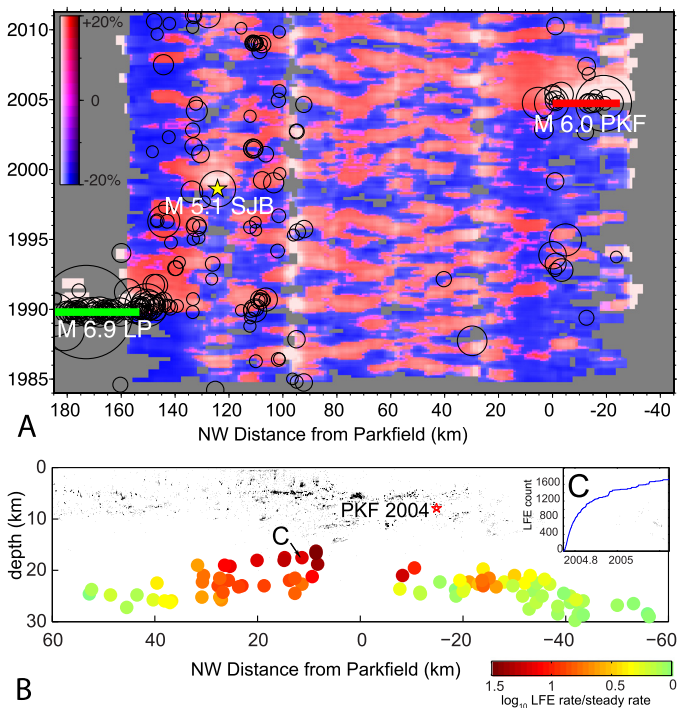 2010
2005
2000
1995
1990
1985
+20%
0
-20%
M 6.0 PKF
M 5.1 SJB
M 6.9 LP
180 160 140 120 100 80 60 40 20 0 -20 -40
A
NW Distance from Parkfield (km)
0
10
20
30
depth (km)
PKF 2004
C
C
LFE count
1600
1200
800
400
0
2004.8 2005
60 40 20 0 -20 -40 -60
NW Distance from Parkfield (km)
B
1.5 1 0.5 0
log10 LFE rate/steady rate